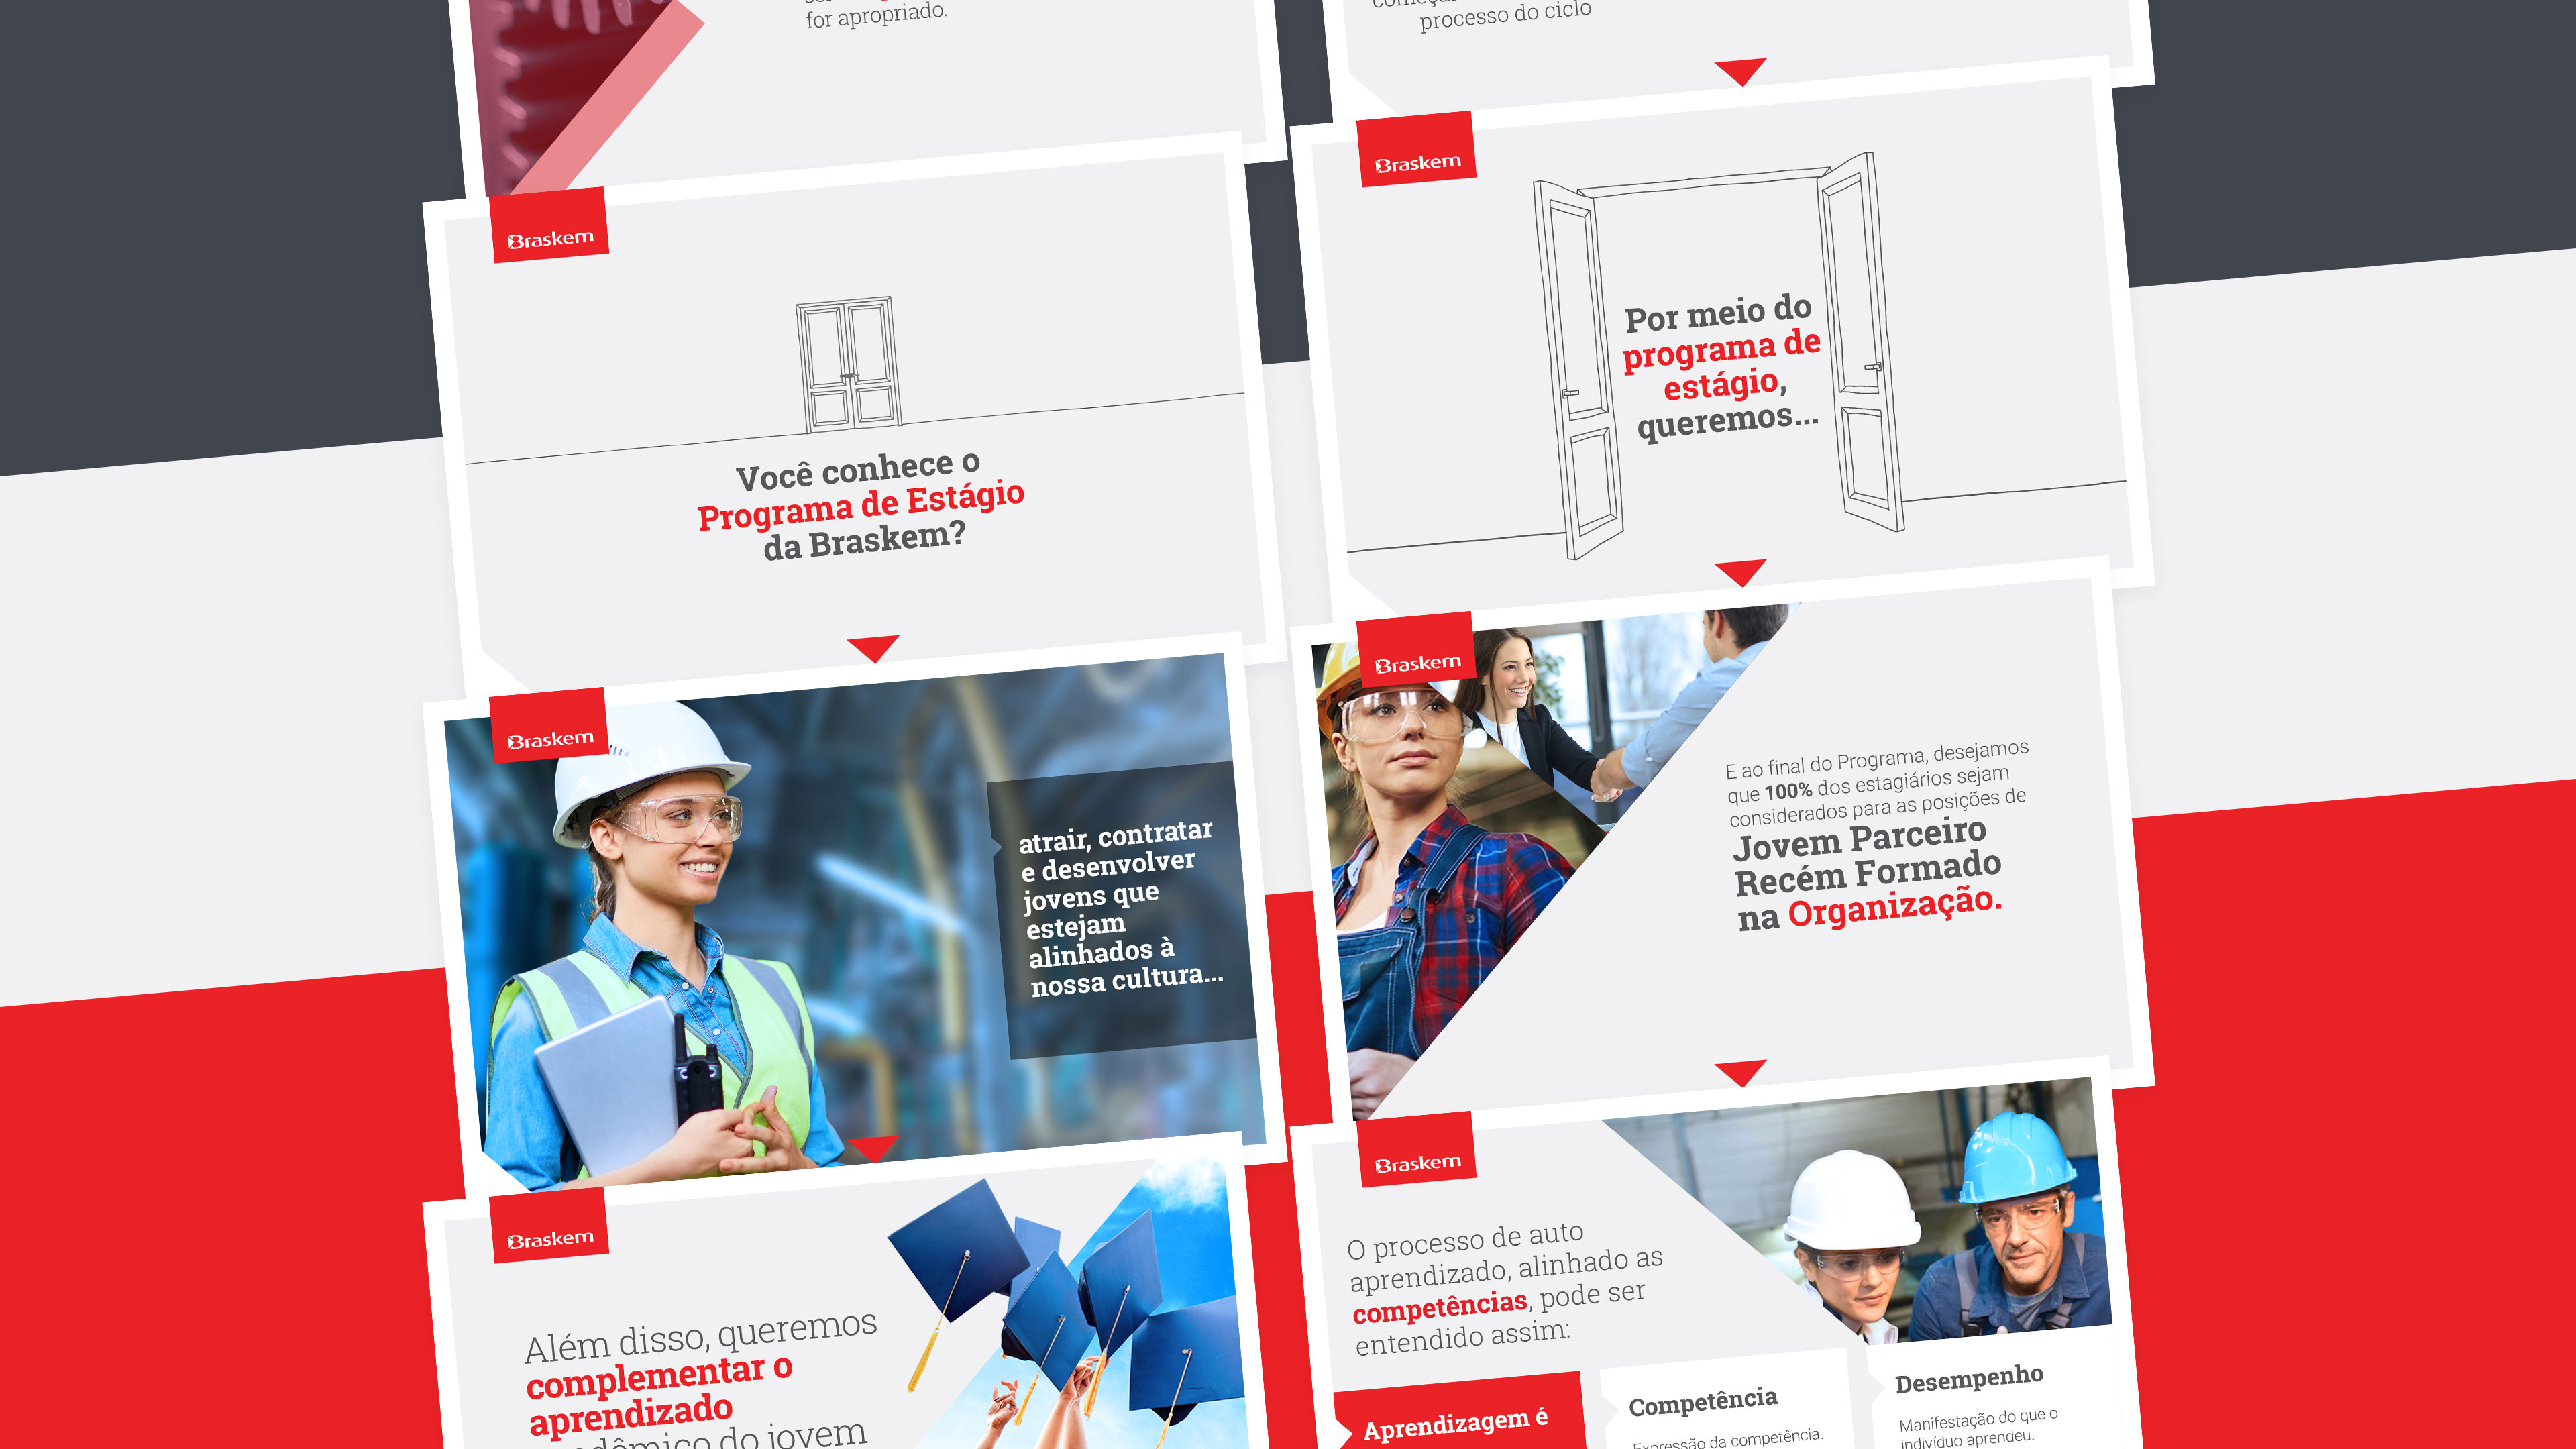 for apropriado.
Braskem
Você conhece o
Programa de Estágio
da Braskem?
Braskem
atrair, contratar
e desenvolver
jovens que
estejam
alinhados à
nossa cultura...
Braskem
Além disso, queremos
complementar o
aprendizado
do jovem
processo do ciclo
Braskem
Por meio do
programa de
estágio,
queremos...
Braskem
E ao final do Programa, desejamos
que 100% dos estagiários sejam
considerados para as posições de
Jovem Parceiro
Recém Formado
na Organização.
Braskem
O processo de auto
aprendizado, alinhado as
competências, pode ser
entendido assim:
Aprendizagem é
Competência
Expressão da competência.
Desempenho
Manifestação do que o
indivíduo aprendeu.